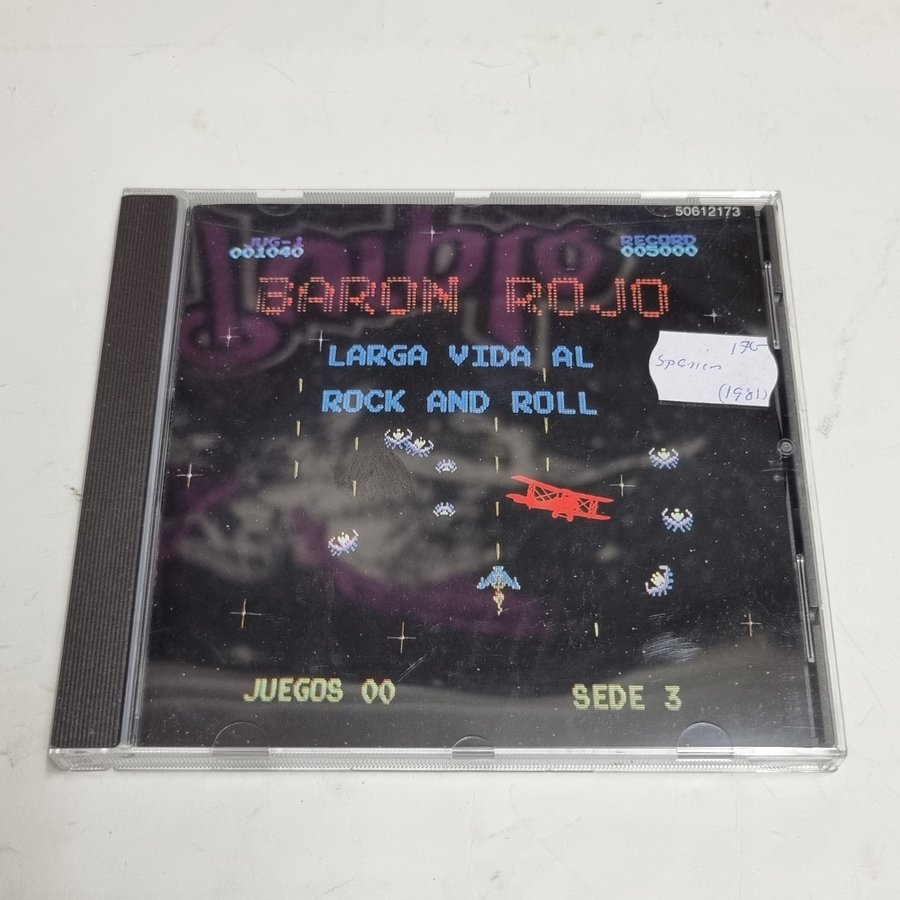 50612173
JUG-1
001040
RECORD
005000
BARON ROJO
LARGA VIDA AL
ROCK AND ROLL
170-
Spanien
(1981)
JUEGOS 00
SEDE 3